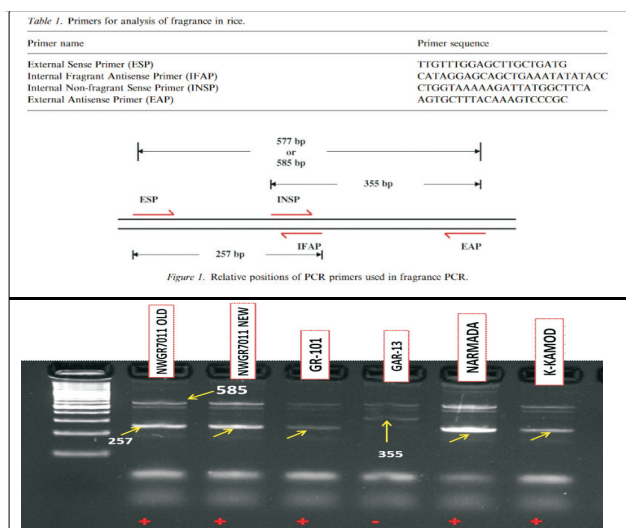 Table 1. Primers for analysis of fragrance in rice.
Primer name Primer sequence
External Sense Primer (ESP) TTGTTTGGAGCTTGCTGATG
Internal Fragrant Antisense Primer (IFAP) CATAGGAGCAGCTGAAATATATACC
Internal Non-fragrant Sense Primer (INSP) CTGGTAAAAAGATTATGGCTTCA
External Antisense Primer (EAP) AGTGCTTTACAAAGTCCCGC
577 bp
or
585 bp
355 bp
ESP INSP
IFAP EAP
257 bp
Figure 1. Relative positions of PCR primers used in fragrance PCR.
NWGR7011 OLD
NWGR7011 NEW
GR-101
GAR-13
NARMADA
K-KAMOD
585
257
355
+ + + - + +